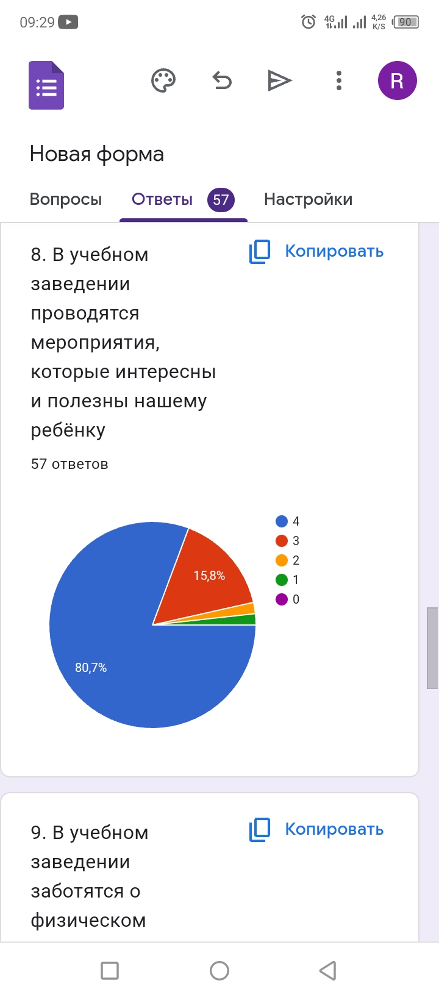 09:29
4G
4,26
K/S
90
R
Новая форма
Вопросы
Ответы
57
Настройки
8. В учебном
заведении
проводятся
мероприятия,
которые интересны
и полезны нашему
ребёнку
Копировать
57 ответов
4
3
2
1
0
15,8%
80,7%
9. В учебном
заведении
заботятся о
физическом
Копировать